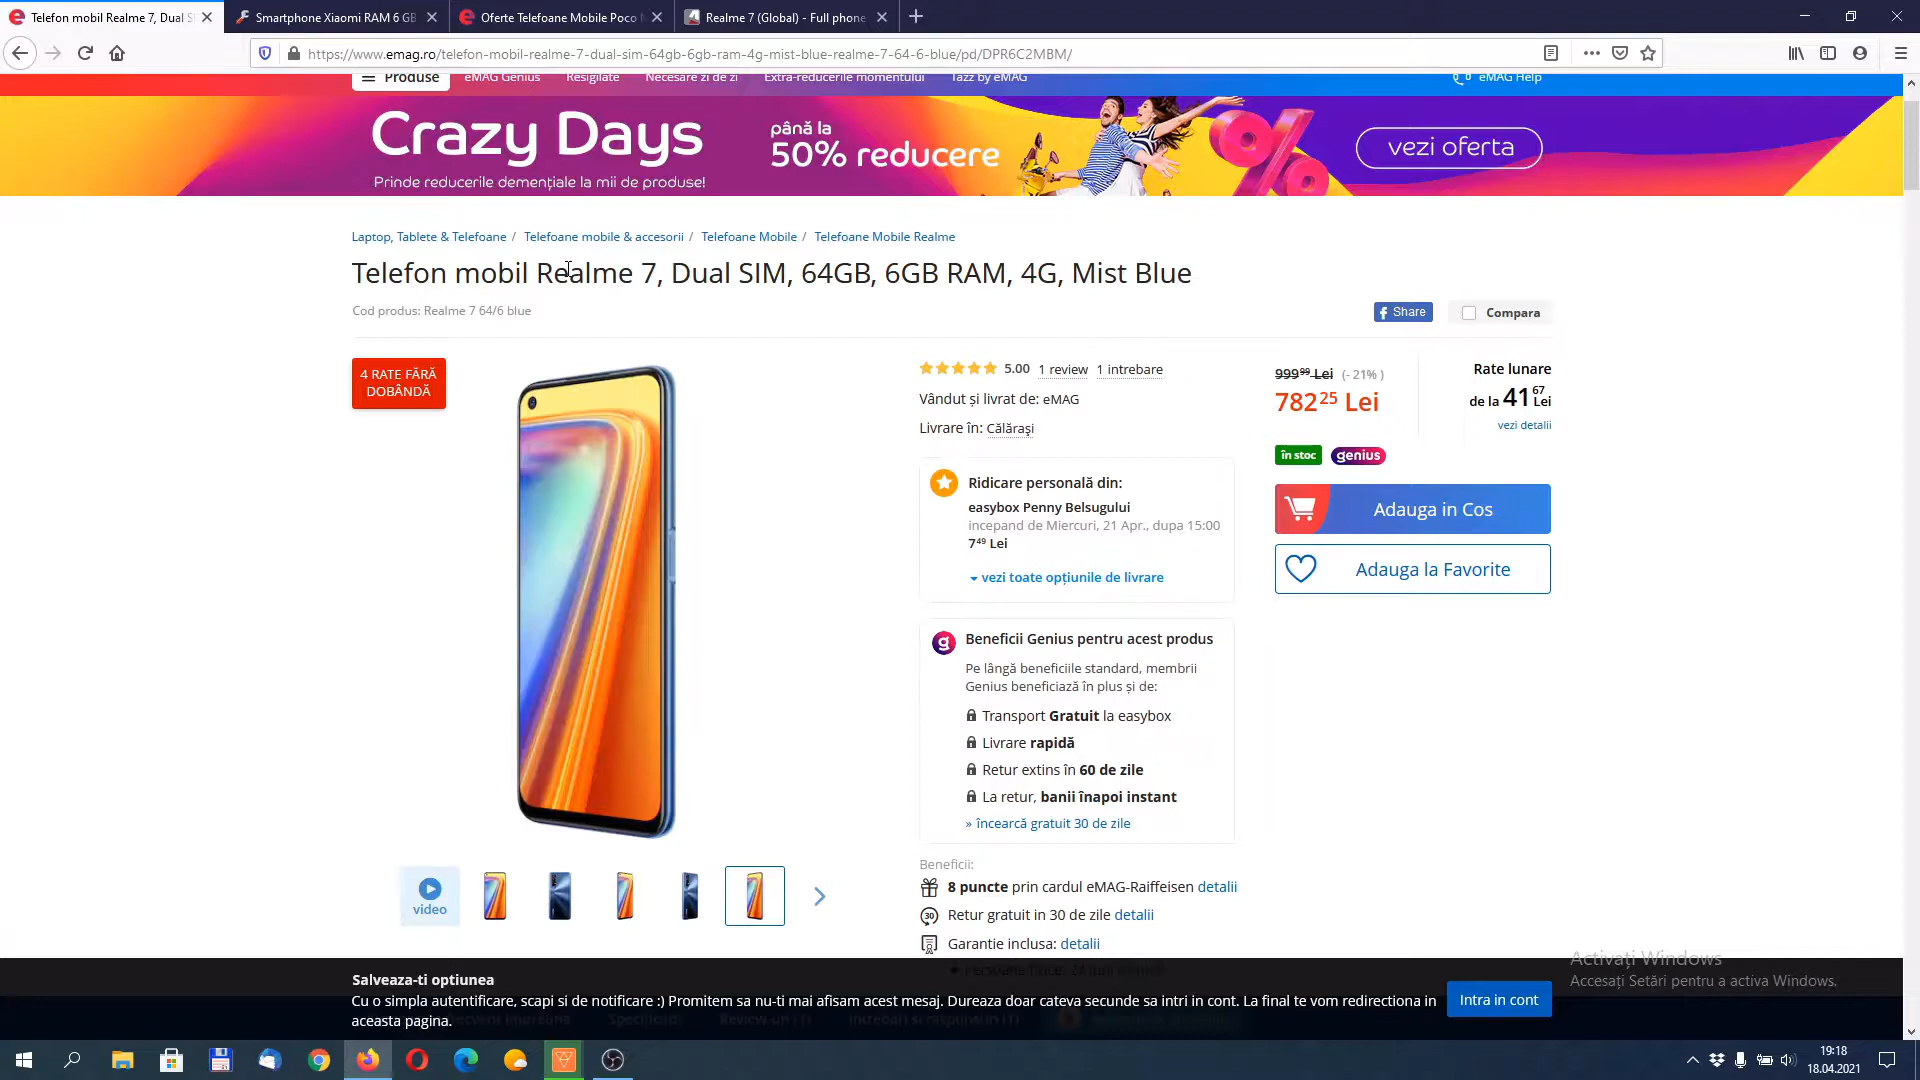 Telefon mobil Realme 7, Dual S
Smartphone Xiaomi RAM 6 GB
Oferte Telefoane Mobile Poco
Realme 7 (Global) - Full phone
https://www.emag.ro/telefon-mobil-realme-7-dual-sim-64gb-6gb-ram-4g-mist-blue-realme-7-64-6-blue/pd/DPR6C2MBM/
Produse eMAG Genius Resigilate Necesare zi de zi Extra-reducerile momentului Tazz by eMAG eMAG Help
Crazy Days
Prinde reducerile demențiale la mii de produse!
până la
50% reducere
vezi oferta
Laptop, Tablete & Telefoane / Telefoane mobile & accesorii / Telefoane Mobile / Telefoane Mobile Realme
Telefon mobil Realme 7, Dual SIM, 64GB, 6GB RAM, 4G, Mist Blue
Cod produs: Realme 7 64/6 blue
Share
Compara
4 RATE FĂRĂ
DOBÂNDĂ
5.00 1 review 1 intrebare
Vândut și livrat de: eMAG
Livrare în: Călărași
999⁹⁹ Lei (- 21% )
782²⁵ Lei
Rate lunare
de la 41⁶⁷ Lei
vezi detalii
în stoc
genius
Ridicare personală din:
easybox Penny Belsugului
incepand de Miercuri, 21 Apr., dupa 15:00
7⁴⁹ Lei
vezi toate opțiunile de livrare
Adauga in Cos
Adauga la Favorite
g
Beneficii Genius pentru acest produs
Pe lângă beneficiile standard, membrii
Genius beneficiază în plus și de:
Transport Gratuit la easybox
Livrare rapidă
Retur extins în 60 de zile
La retur, banii înapoi instant
» încearcă gratuit 30 de zile
video
Beneficii:
8 puncte prin cardul eMAG-Raiffeisen detalii
30
Retur gratuit in 30 de zile detalii
Garantie inclusa: detalii
Activați Windows
Accesați Setări pentru a activa Windows.
Salveaza-ti optiunea
Cu o simpla autentificare, scapi si de notificare :) Promitem sa nu-ti mai afisam acest mesaj. Dureaza doar cateva secunde sa intri in cont. La final te vom redirectiona in
aceasta pagina.
Intra in cont
19:18
18.04.2021